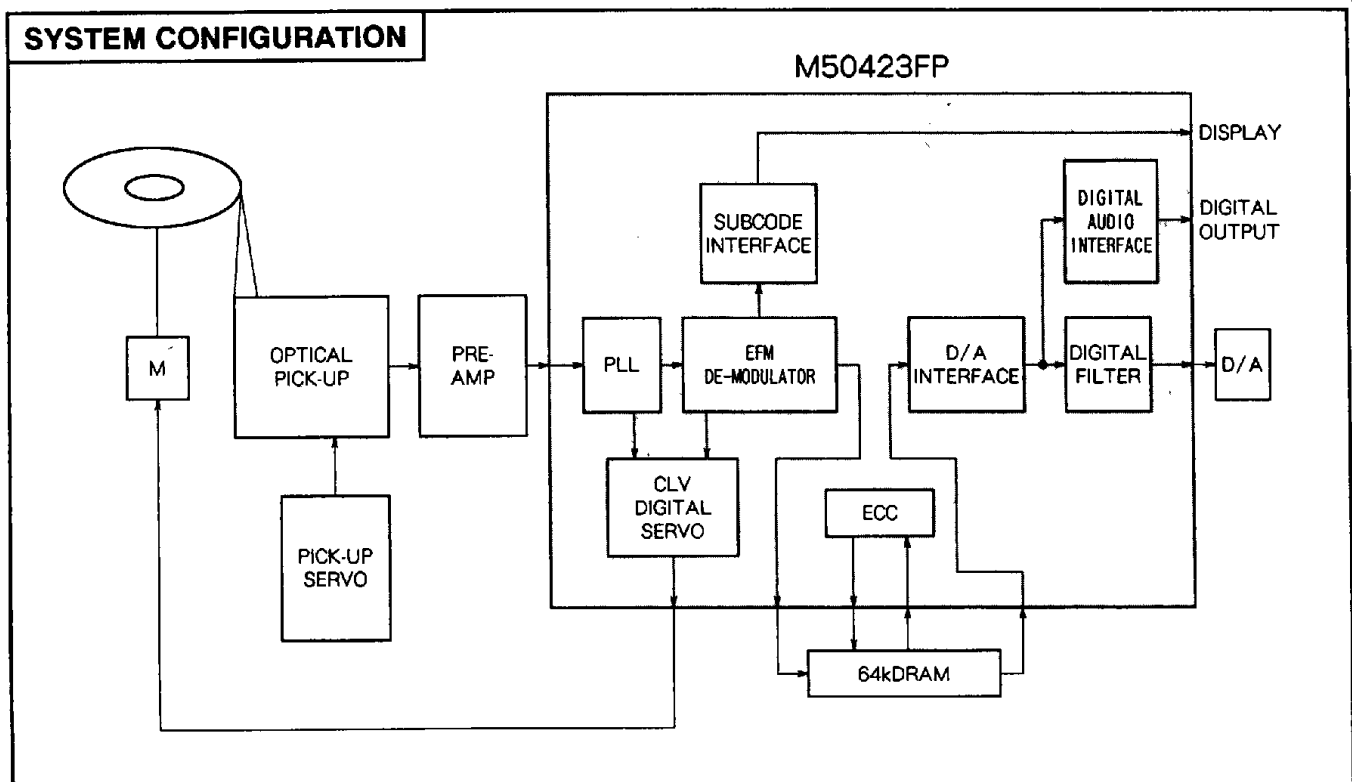 SYSTEM CONFIGURATION
M50423FP
DISPLAY
SUBCODE
INTERFACE
DIGITAL
AUDIO
INTERFACE
DIGITAL
OUTPUT
M
OPTICAL
PICK-UP
PRE-
AMP
PLL
EFM
DE-MODULATOR
D/A
INTERFACE
DIGITAL
FILTER
D/A
CLV
DIGITAL
SERVO
ECC
PICK-UP
SERVO
64kDRAM